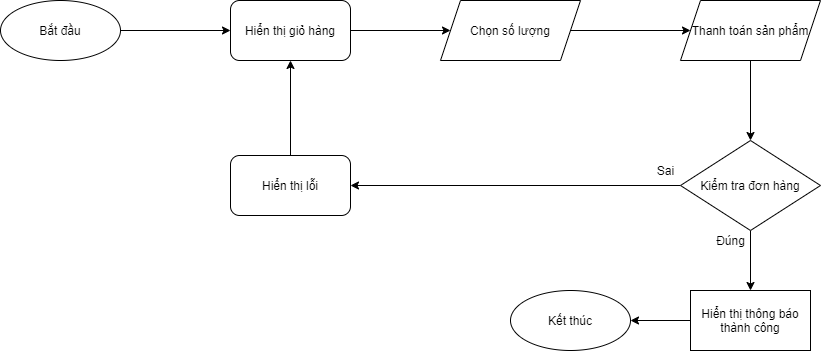 Bắt đầu
Hiển thị giỏ hàng
Chọn số lượng
Thanh toán sản phẩm
Hiển thị lỗi
Sai
Kiểm tra đơn hàng
Đúng
Kết thúc
Hiển thị thông báo
thành công